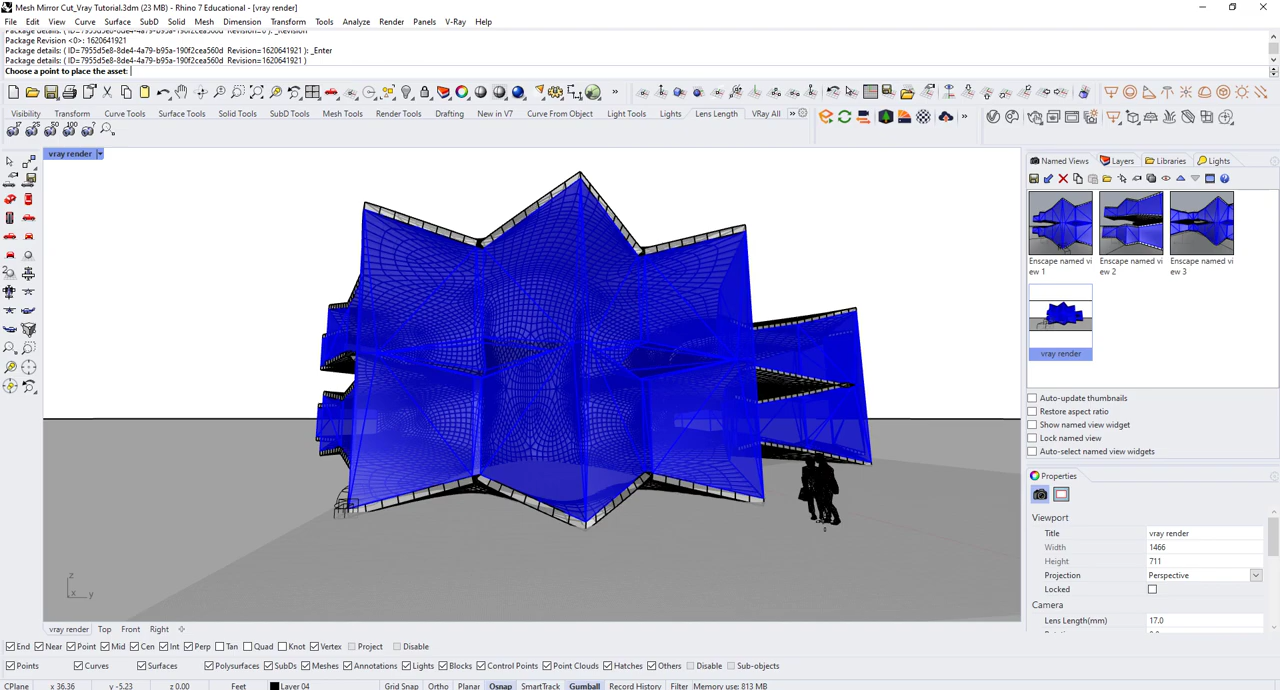 Mesh Mirror Cut_Vray Tutorial.3dm (23 MB) - Rhino 7 Educational - [vray render]
File Edit View Curve Surface SubD Solid Mesh Dimension Transform Tools Analyze Render Panels V-Ray Help
Package Revision <0>: 1620641921
Package details: ( ID=7955d5e8-8de4-4a79-b95a-190f2cea560d Revision=1620641921 ): _Enter
Package details: ( ID=7955d5e8-8de4-4a79-b95a-190f2cea560d Revision=1620641921 )
Choose a point to place the asset:
Visibility Transform Curve Tools Surface Tools Solid Tools SubD Tools Mesh Tools Render Tools Drafting New in V7 Curve From Object Light Tools Lights Lens Length VRay All
25 50 100
vray render
Named Views Layers Libraries Lights
Enscape named vi
ew 1
Enscape named vi
ew 2
Enscape named vi
ew 3
vray render
Auto-update thumbnails
Restore aspect ratio
Show named view widget
Lock named view
Auto-select named view widgets
Properties
Viewport
Title vray render
Width 1466
Height 711
Projection Perspective
Locked
Camera
Lens Length(mm) 17.0
z
x y
vray render Top Front Right
End Near Point Mid Cen Int Perp Tan Quad Knot Vertex Project Disable
Points Curves Surfaces Polysurfaces SubDs Meshes Annotations Lights Blocks Control Points Point Clouds Hatches Others Disable Sub-objects
CPlane x 36.36 y -5.23 z 0.00 Feet Layer 04 Grid Snap Ortho Planar Osnap SmartTrack Gumball Record History Filter Memory use: 813 MB